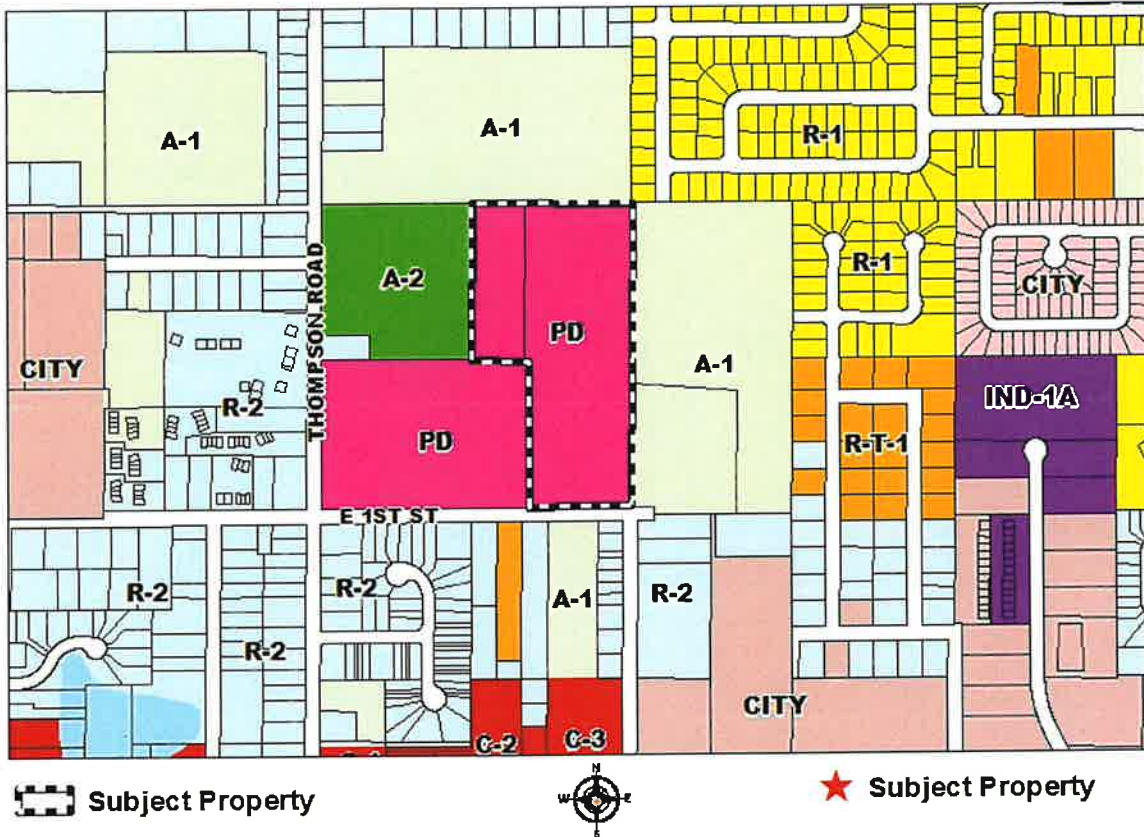 A-1
A-1
R-1
A-2
THOMPSON ROAD
R-1
CITY
PD
A-1
CITY
R-2
PD
IND-1A
R-T-1
E 1ST ST
R-2
R-2
A-1
R-2
R-2
CITY
C-2
C-3
Subject Property
N
W E
S
Subject Property